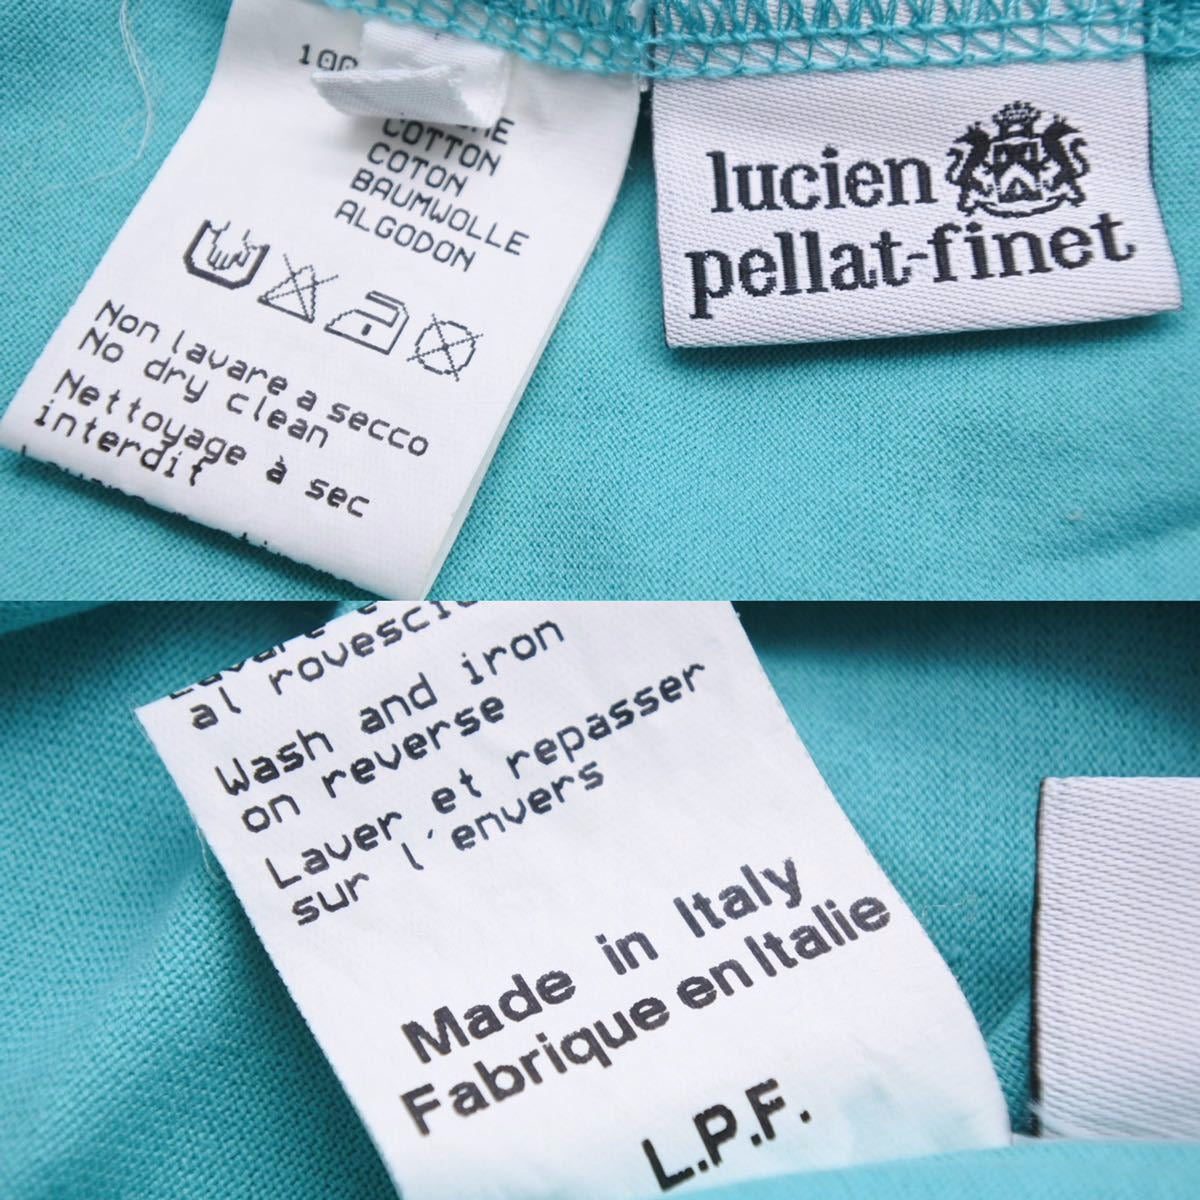 COTTON
COTON
BAUMWOLLE
ALGODON
Non lavare a secco
No dry clean
Nettoyage à sec
interdit
lucien
pellat-finet
al rovescio
Wash and iron
on reverse
Laver et repasser
sur l'envers
Made in Italy
Fabrique en Italie
L.P.F.